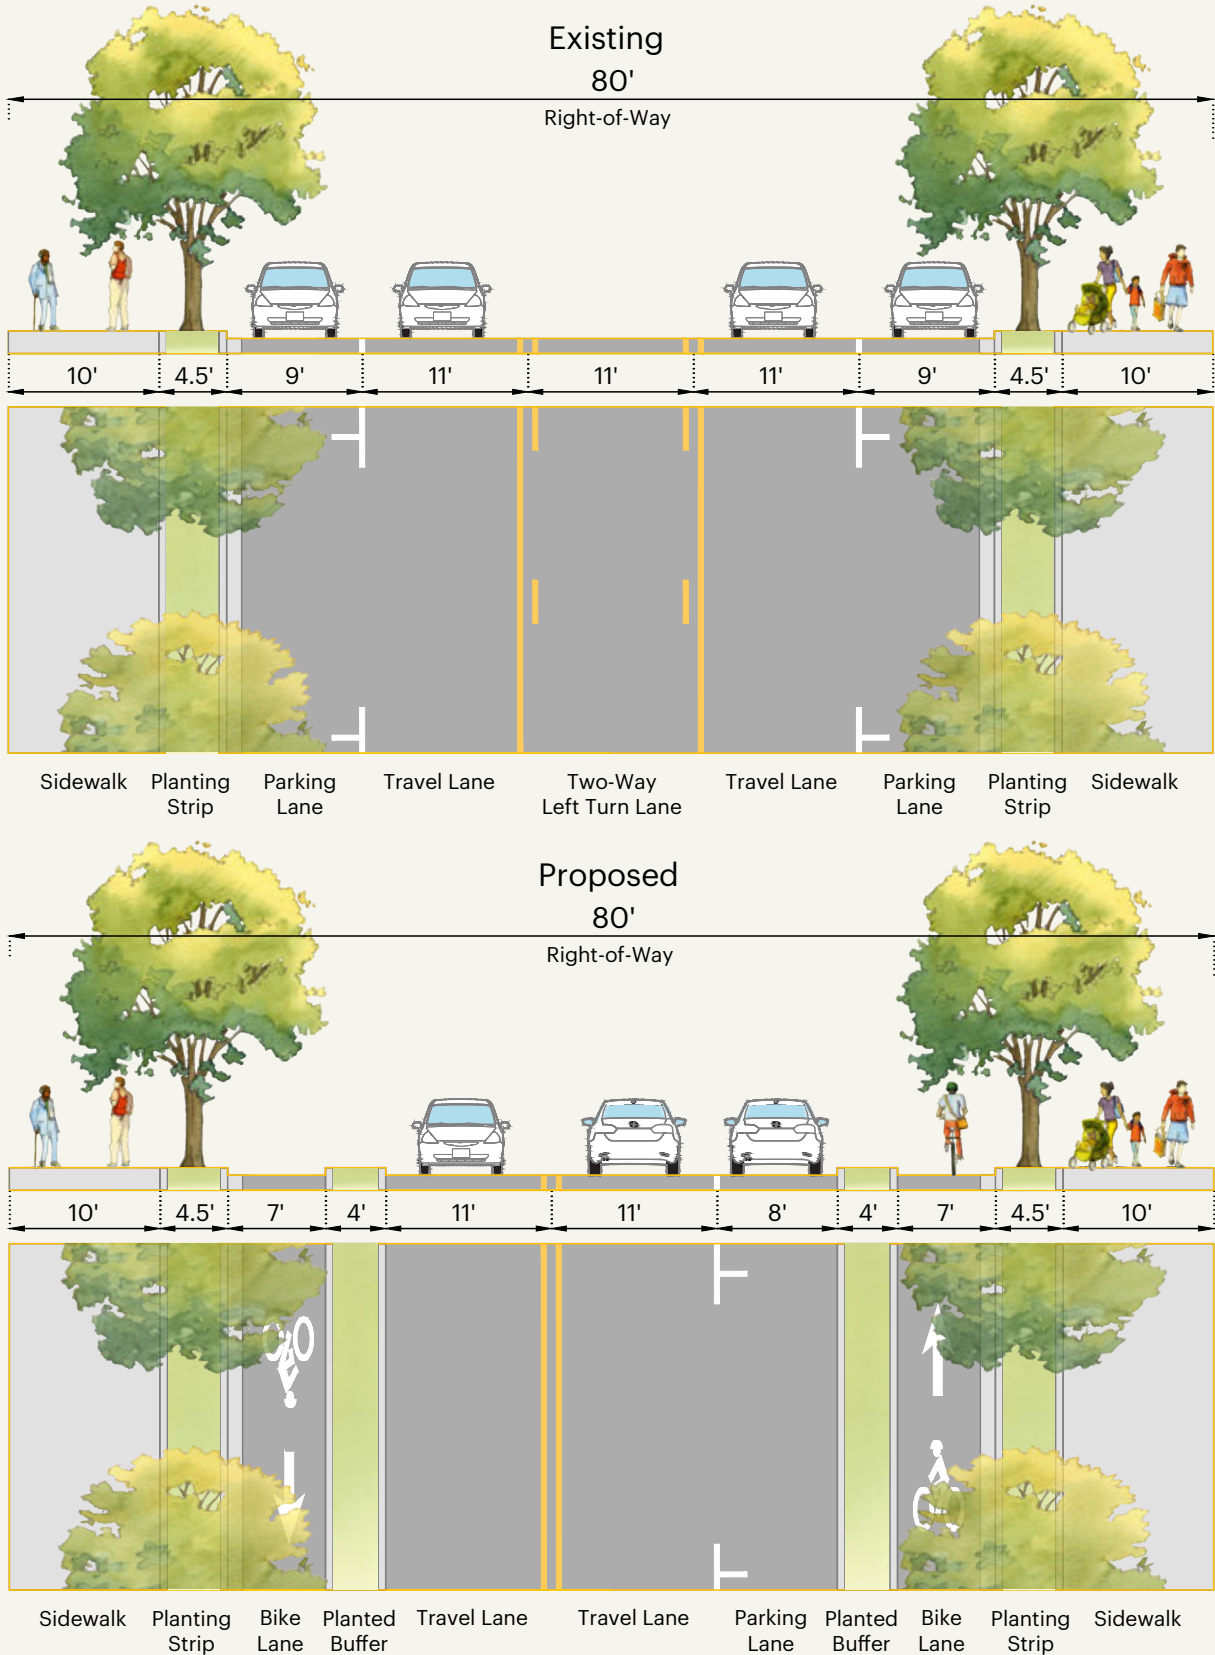 Existing
80'
Right-of-Way
10' 4.5' 9' 11' 11' 11' 9' 4.5' 10'
Sidewalk Planting Parking Travel Lane Two-Way Travel Lane Parking Planting Sidewalk
Strip Lane Left Turn Lane Lane Strip
Proposed
80'
Right-of-Way
10' 4.5' 7' 4' 11' 11' 8' 4' 7' 4.5' 10'
Sidewalk Planting Bike Planted Travel Lane Travel Lane Parking Planted Bike Planting Sidewalk
Strip Lane Buffer Lane Buffer Lane Strip